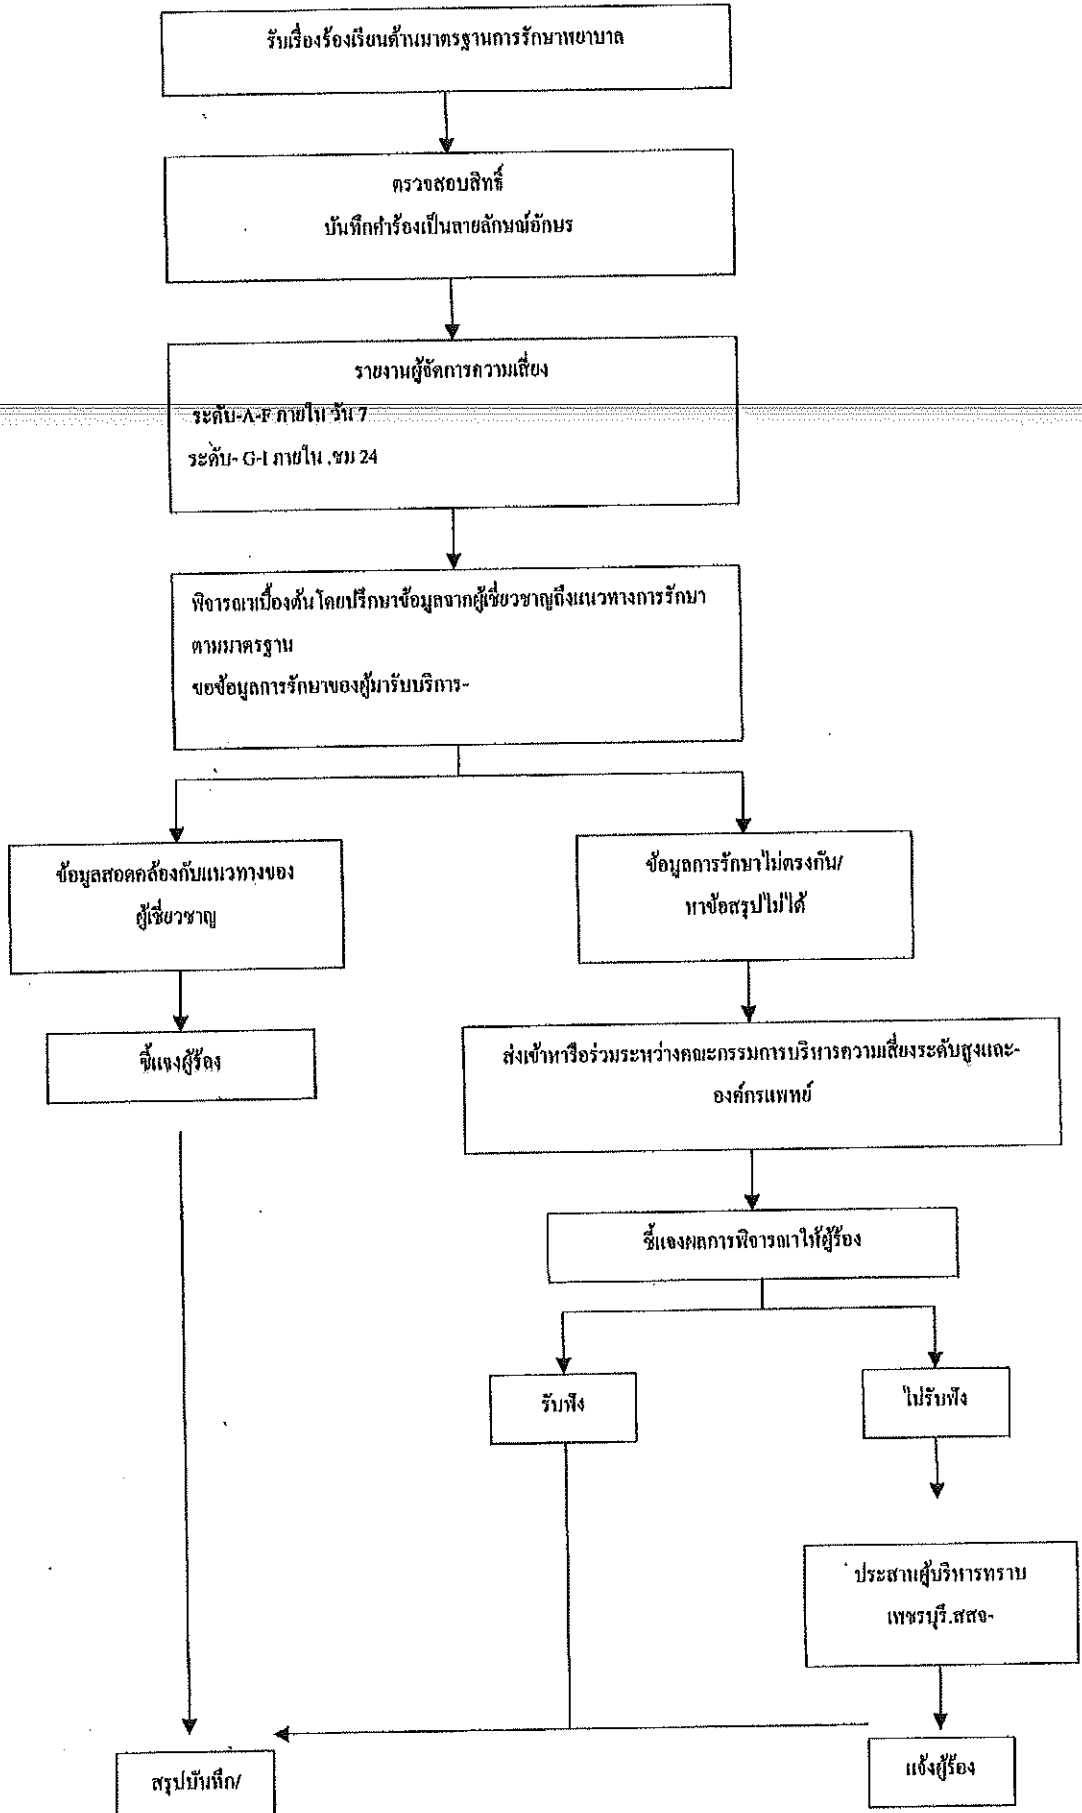 รับเรื่องร้องเรียนด้านมาตรฐานการรักษาพยาบาล
ตรวจสอบสิทธิ์
บันทึกคำร้องเป็นลายลักษณ์อักษร
รายงานผู้จัดการความเสี่ยง
ระดับ-A-F ภายใน วัน 7
ระดับ- G-I ภายใน .ชม 24
พิจารณาเบื้องต้นโดยปรึกษาข้อมูลจากผู้เชี่ยวชาญถึงแนวทางการรักษา
ตามมาตรฐาน
ขอข้อมูลการรักษาของผู้มารับบริการ-
ข้อมูลสอดคล้องกับแนวทางของ
ผู้เชี่ยวชาญ
ชี้แจงผู้ร้อง
ข้อมูลการรักษาไม่ตรงกัน/
หาข้อสรุปไม่ได้
ส่งเข้าหารือร่วมระหว่างคณะกรรมการบริหารความเสี่ยงระดับสูงและ-
องค์กรแพทย์
ชี้แจงผลการพิจารณาให้ผู้ร้อง
รับฟัง
ไม่รับฟัง
ประสานผู้บริหารทราบ
เพชรบุรี.สสจ-
แจ้งผู้ร้อง
สรุปบันทึก/